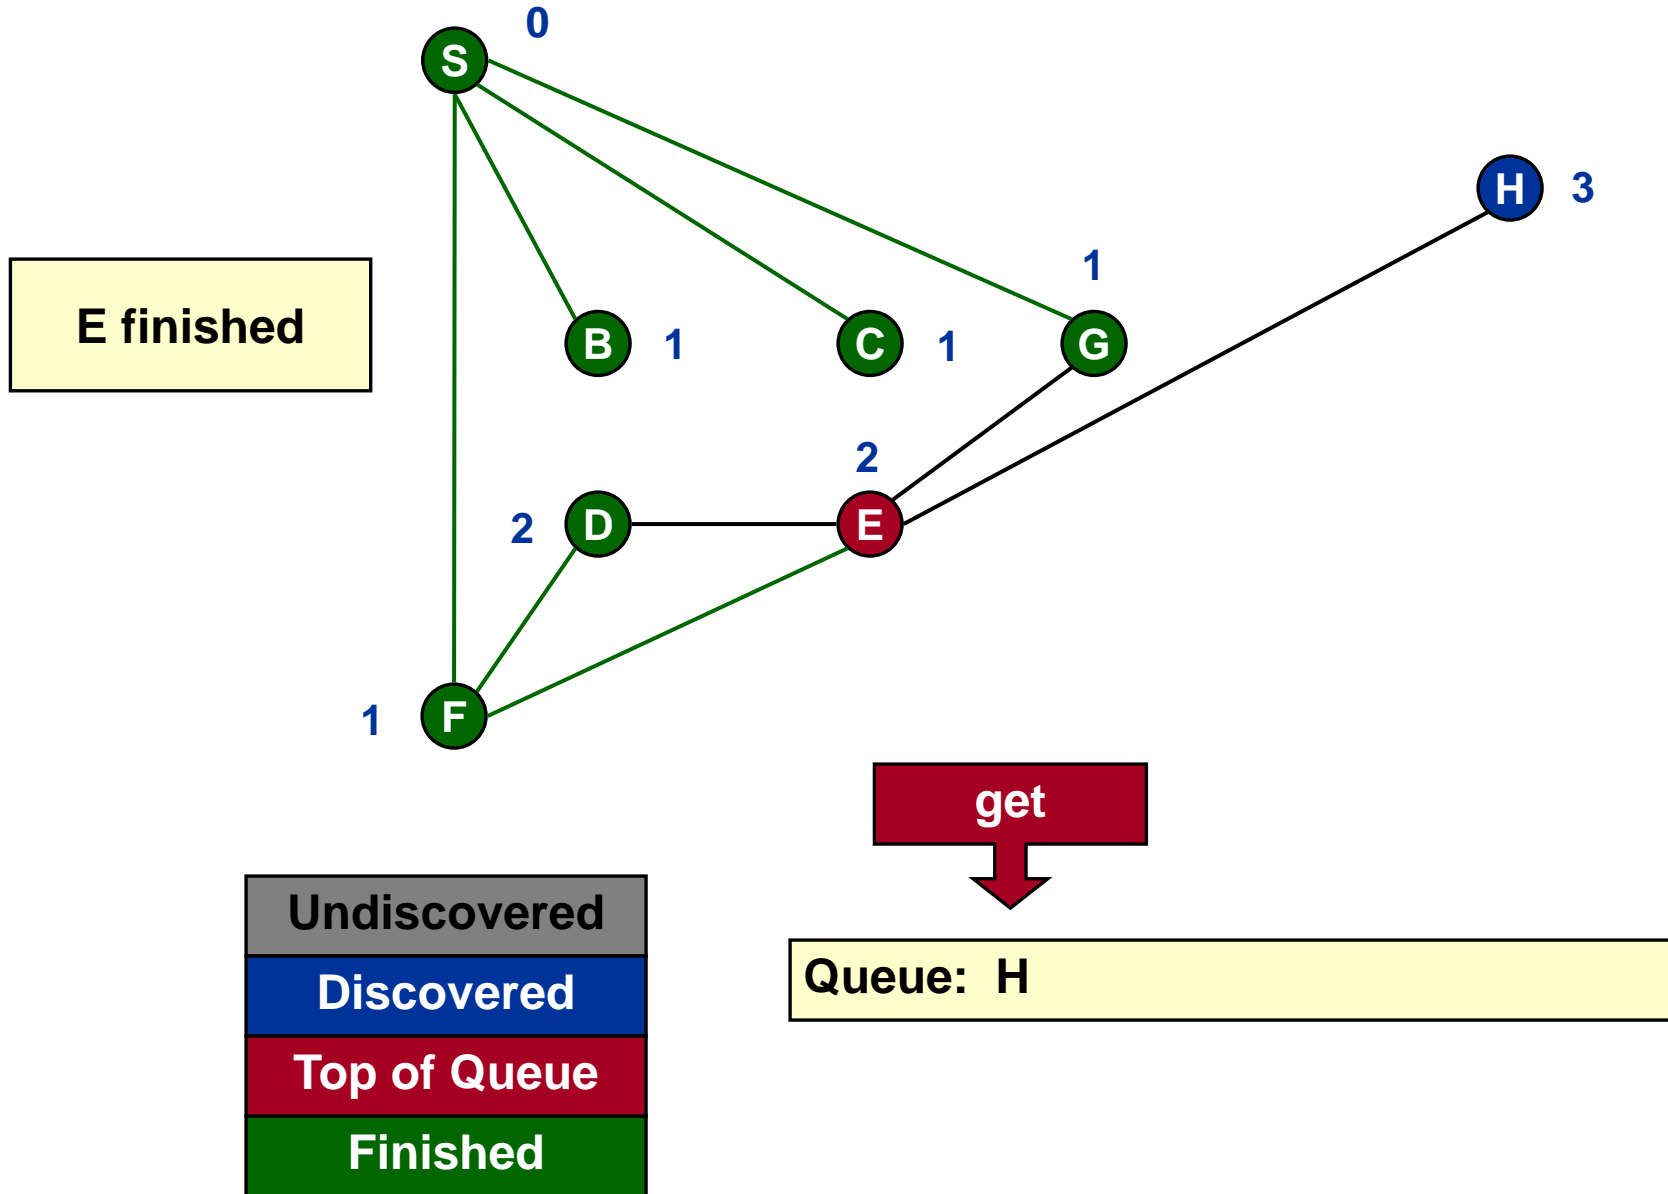 0
S
H 3
1
E finished
B 1 C 1 G
2
2 D E
1 F
get
Undiscovered
Discovered
Top of Queue
Finished
Queue: H